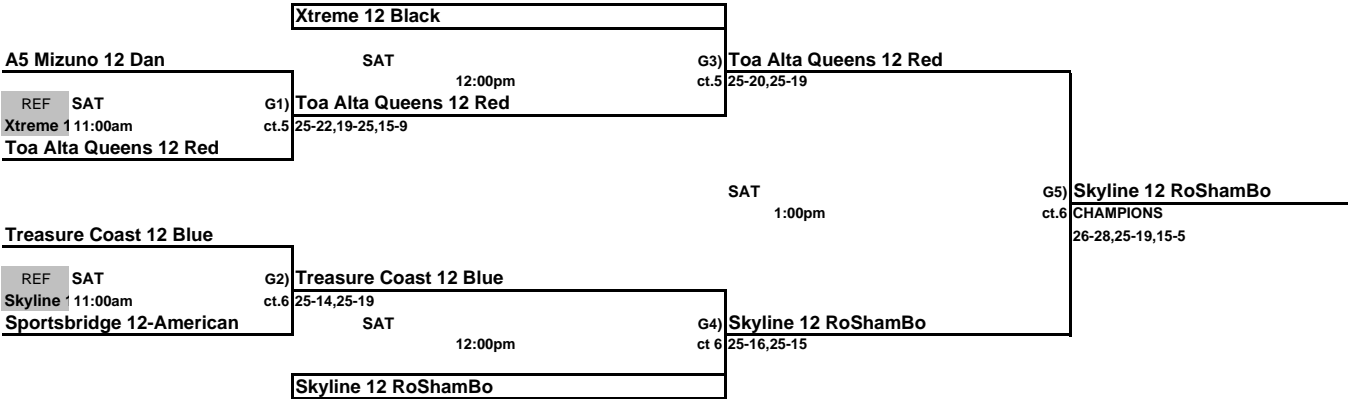 Xtreme 12 Black
A5 Mizuno 12 Dan SAT G3) Toa Alta Queens 12 Red
12:00pm ct.5 25-20,25-19
REF SAT G1) Toa Alta Queens 12 Red
Xtreme 1 11:00am ct.5 25-22,19-25,15-9
Toa Alta Queens 12 Red
SAT G5) Skyline 12 RoShamBo
1:00pm ct.6 CHAMPIONS
Treasure Coast 12 Blue 26-28,25-19,15-5
REF SAT G2) Treasure Coast 12 Blue
Skyline 1 11:00am ct.6 25-14,25-19
Sportsbridge 12-American SAT G4) Skyline 12 RoShamBo
12:00pm ct 6 25-16,25-15
Skyline 12 RoShamBo